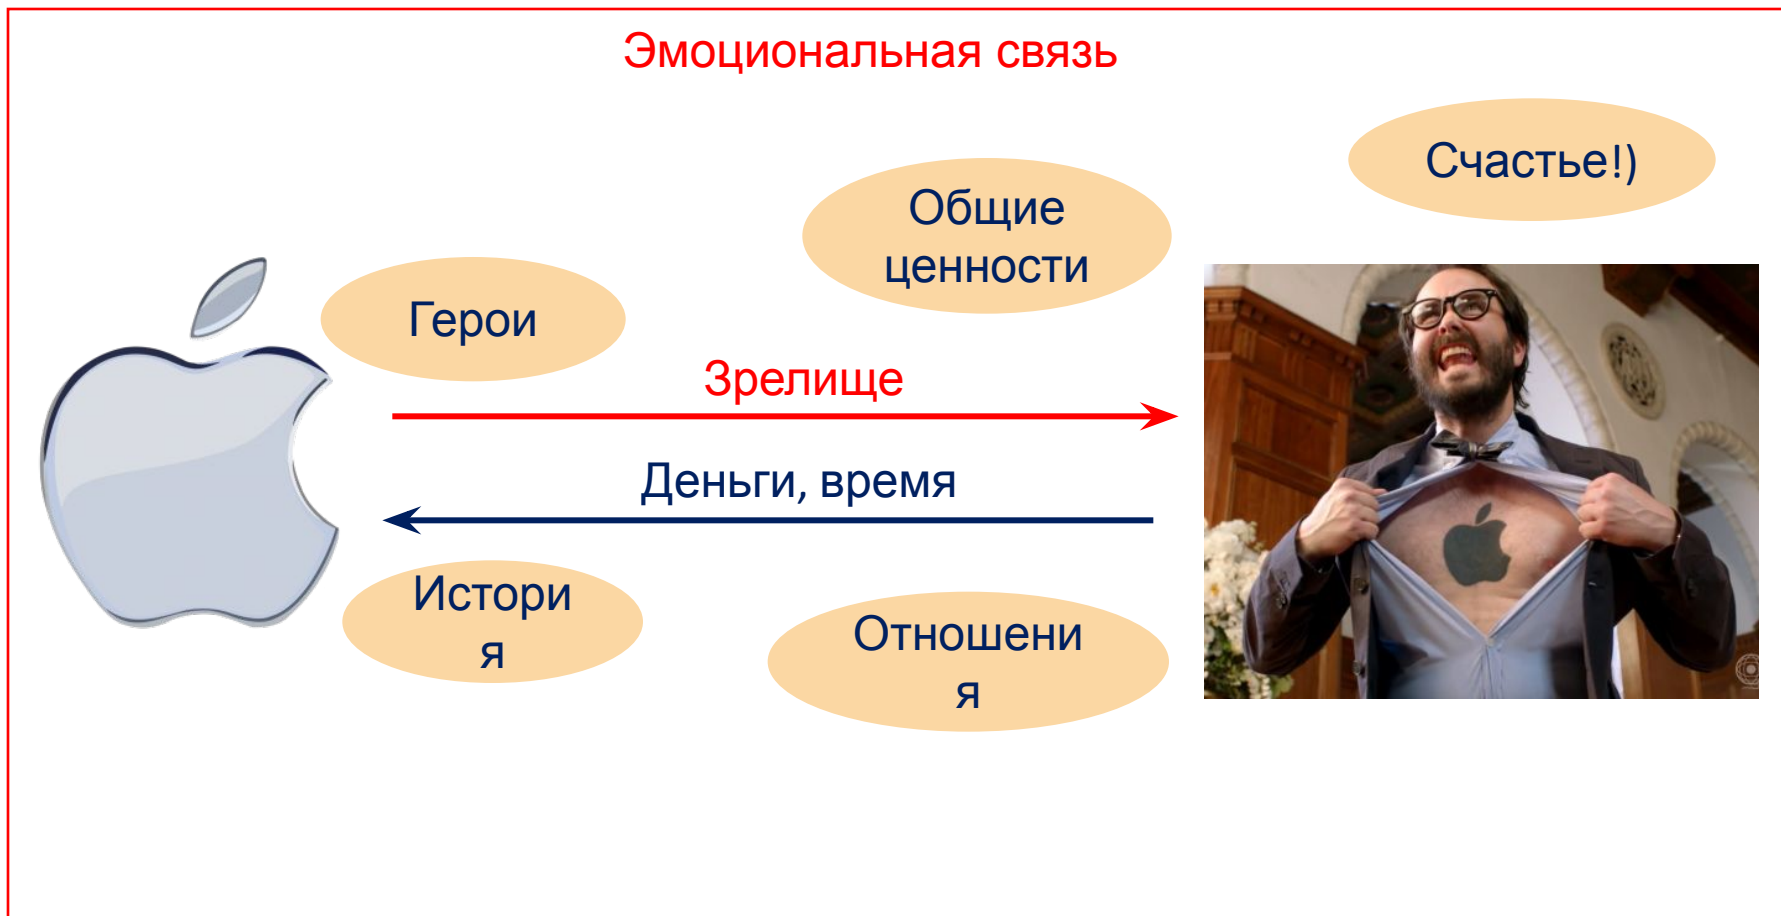 Эмоциональная связь
Счастье!)
Общие
ценности
Герои
Зрелище
Деньги, время
Истори
я
Отношени
я